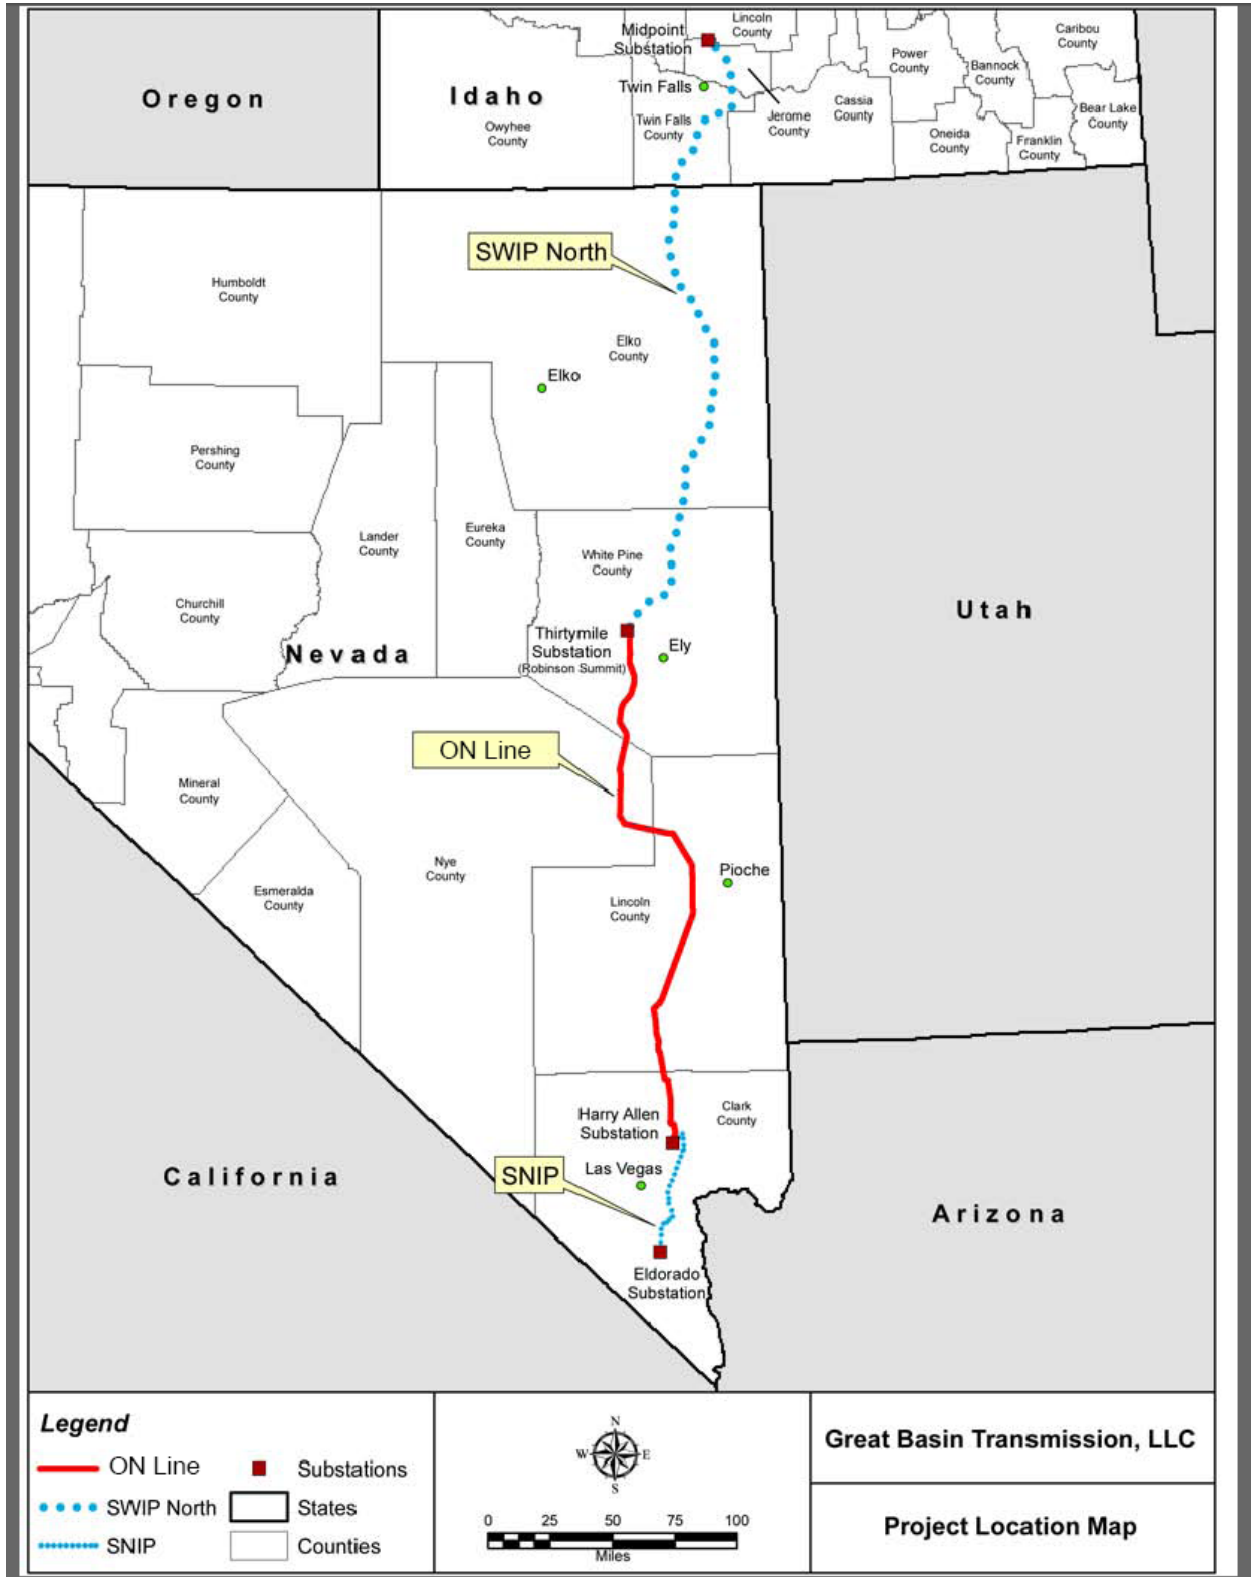 Lincoln
County
Caribou
County
Midpoint
Substation
Power
County
Bannock
County
Oregon
Idaho
Twin Falls
Owyhee
County
Twin Falls
County
Jerome
County
Cassia
County
Bear Lake
County
Oneida
County
Franklin
County
SWIP North
Humboldt
County
Elko
County
Elko
Pershing
County
Lander
County
Eureka
County
White Pine
County
Churchill
County
Utah
Nevada
Thirtymile
Substation
(Robinson Summit)
Ely
ON Line
Mineral
County
Nye
County
Pioche
Esmeralda
County
Lincoln
County
Harry Allen
Substation
Clark
County
Las Vegas
SNIP
California
Arizona
Eldorado
Substation
Legend
ON Line
Substations
SWIP North
States
SNIP
Counties
N
W
E
S
0 25 50 75 100
Miles
Great Basin Transmission, LLC
Project Location Map